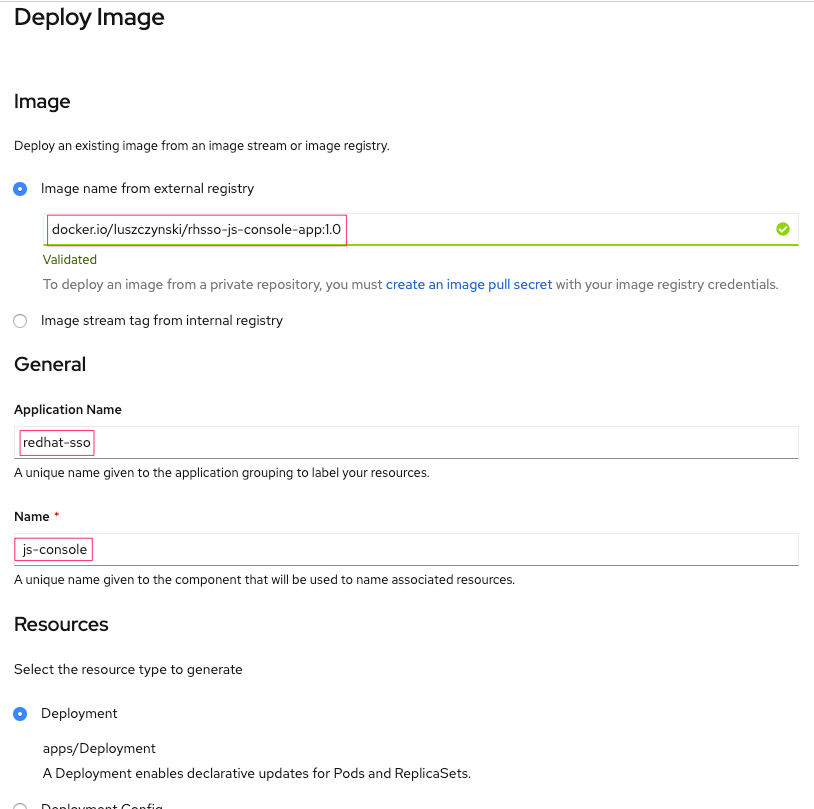 Deploy Image
Image
Deploy an existing image from an image stream or image registry.
Image name from external registry
docker.io/luszczynski/rhsso-js-console-app:1.0
Validated
To deploy an image from a private repository, you must create an image pull secret with your image registry credentials.
Image stream tag from internal registry
General
Application Name
redhat-sso
A unique name given to the application grouping to label your resources.
Name *
js-console
A unique name given to the component that will be used to name associated resources.
Resources
Select the resource type to generate
Deployment
apps/Deployment
A Deployment enables declarative updates for Pods and ReplicaSets.
Deployment Config